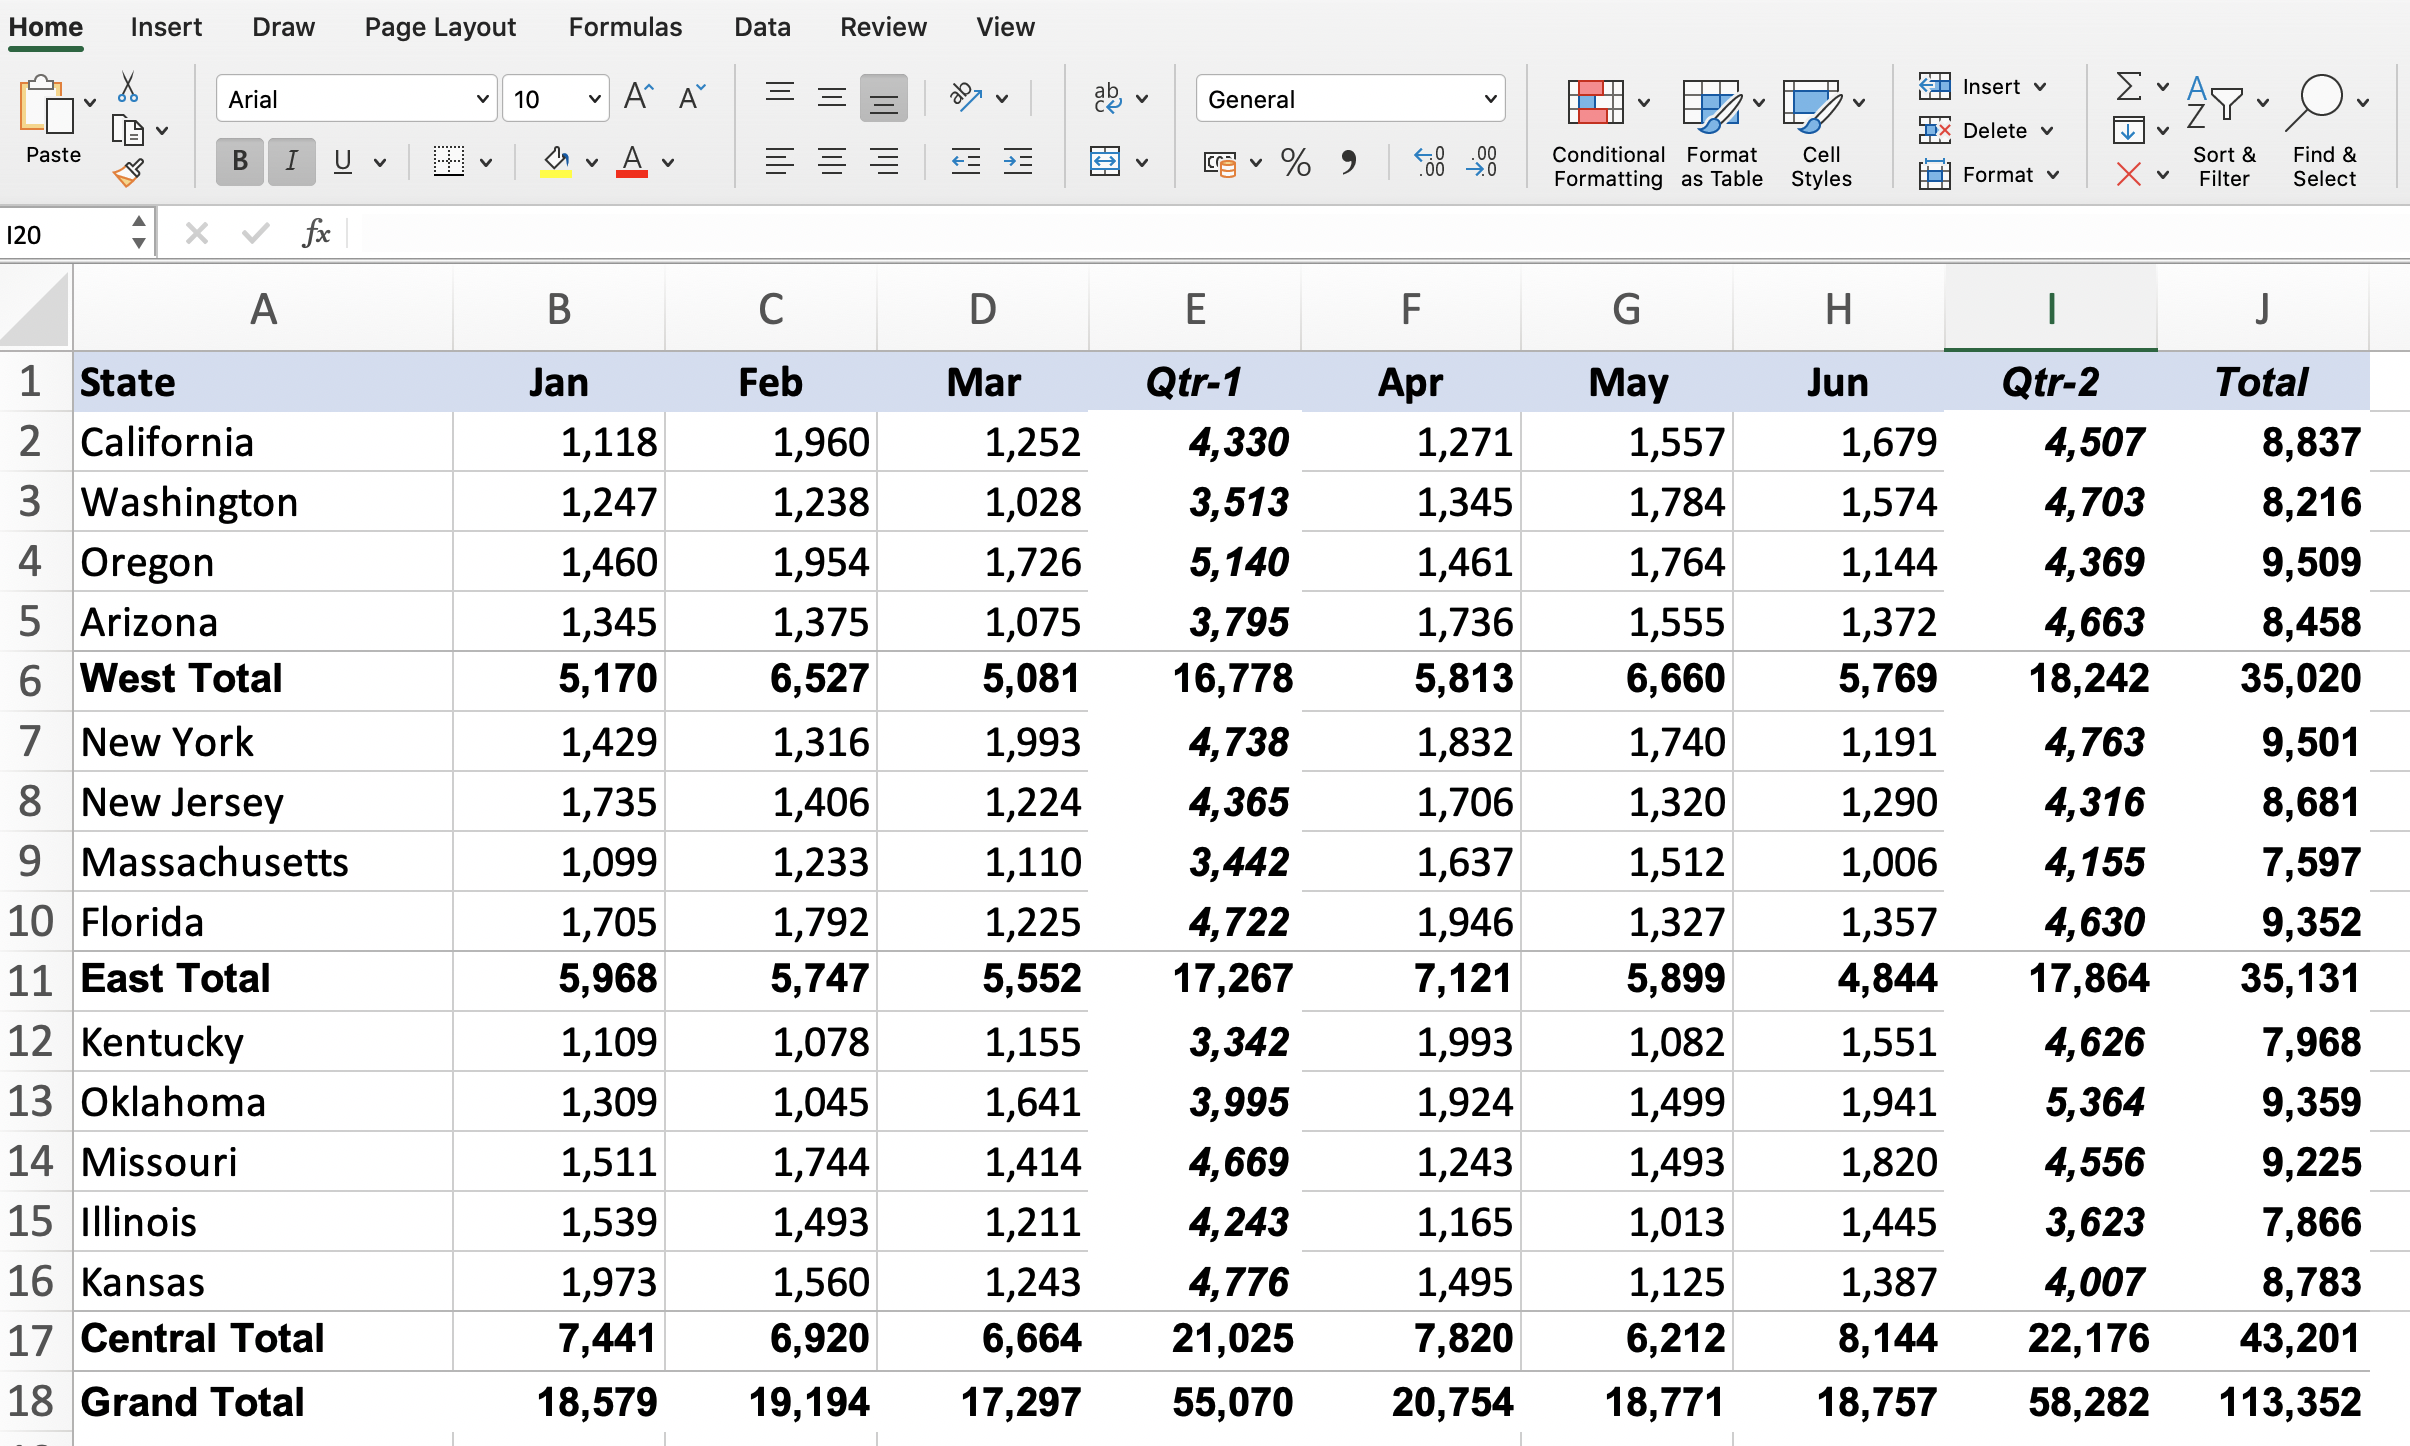 Home Insert Draw Page Layout Formulas Data Review View
Paste
Arial 10
General
B I U
Conditional Formatting
Format as Table
Cell Styles
Insert
Delete
Format
Sort & Filter
Find & Select
I20 fx
A B C D E F G H I J
1 State Jan Feb Mar Qtr-1 Apr May Jun Qtr-2 Total
2 California 1,118 1,960 1,252 4,330 1,271 1,557 1,679 4,507 8,837
3 Washington 1,247 1,238 1,028 3,513 1,345 1,784 1,574 4,703 8,216
4 Oregon 1,460 1,954 1,726 5,140 1,461 1,764 1,144 4,369 9,509
5 Arizona 1,345 1,375 1,075 3,795 1,736 1,555 1,372 4,663 8,458
6 West Total 5,170 6,527 5,081 16,778 5,813 6,660 5,769 18,242 35,020
7 New York 1,429 1,316 1,993 4,738 1,832 1,740 1,191 4,763 9,501
8 New Jersey 1,735 1,406 1,224 4,365 1,706 1,320 1,290 4,316 8,681
9 Massachusetts 1,099 1,233 1,110 3,442 1,637 1,512 1,006 4,155 7,597
10 Florida 1,705 1,792 1,225 4,722 1,946 1,327 1,357 4,630 9,352
11 East Total 5,968 5,747 5,552 17,267 7,121 5,899 4,844 17,864 35,131
12 Kentucky 1,109 1,078 1,155 3,342 1,993 1,082 1,551 4,626 7,968
13 Oklahoma 1,309 1,045 1,641 3,995 1,924 1,499 1,941 5,364 9,359
14 Missouri 1,511 1,744 1,414 4,669 1,243 1,493 1,820 4,556 9,225
15 Illinois 1,539 1,493 1,211 4,243 1,165 1,013 1,445 3,623 7,866
16 Kansas 1,973 1,560 1,243 4,776 1,495 1,125 1,387 4,007 8,783
17 Central Total 7,441 6,920 6,664 21,025 7,820 6,212 8,144 22,176 43,201
18 Grand Total 18,579 19,194 17,297 55,070 20,754 18,771 18,757 58,282 113,352